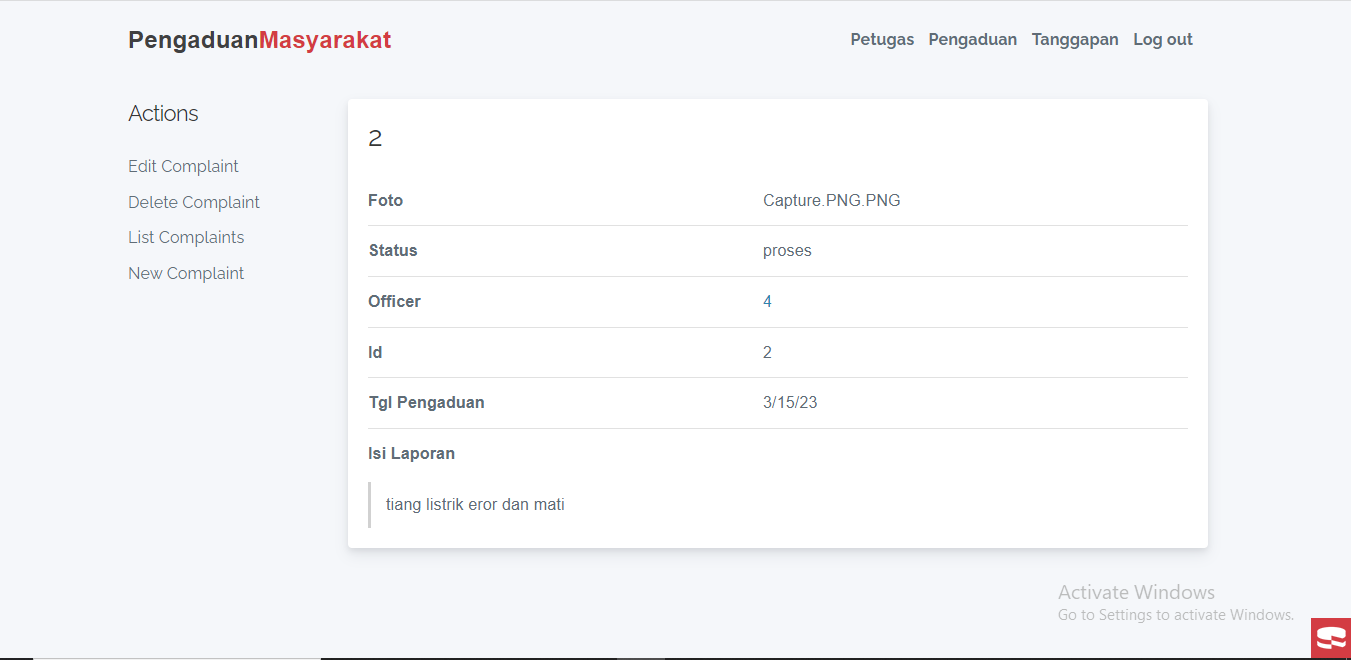 PengaduanMasyarakat
Petugas Pengaduan Tanggapan Log out
Actions
Edit Complaint
Delete Complaint
List Complaints
New Complaint
2
Foto Capture.PNG.PNG
Status proses
Officer 4
Id 2
Tgl Pengaduan 3/15/23
Isi Laporan
tiang listrik eror dan mati
Activate Windows
Go to Settings to activate Windows.